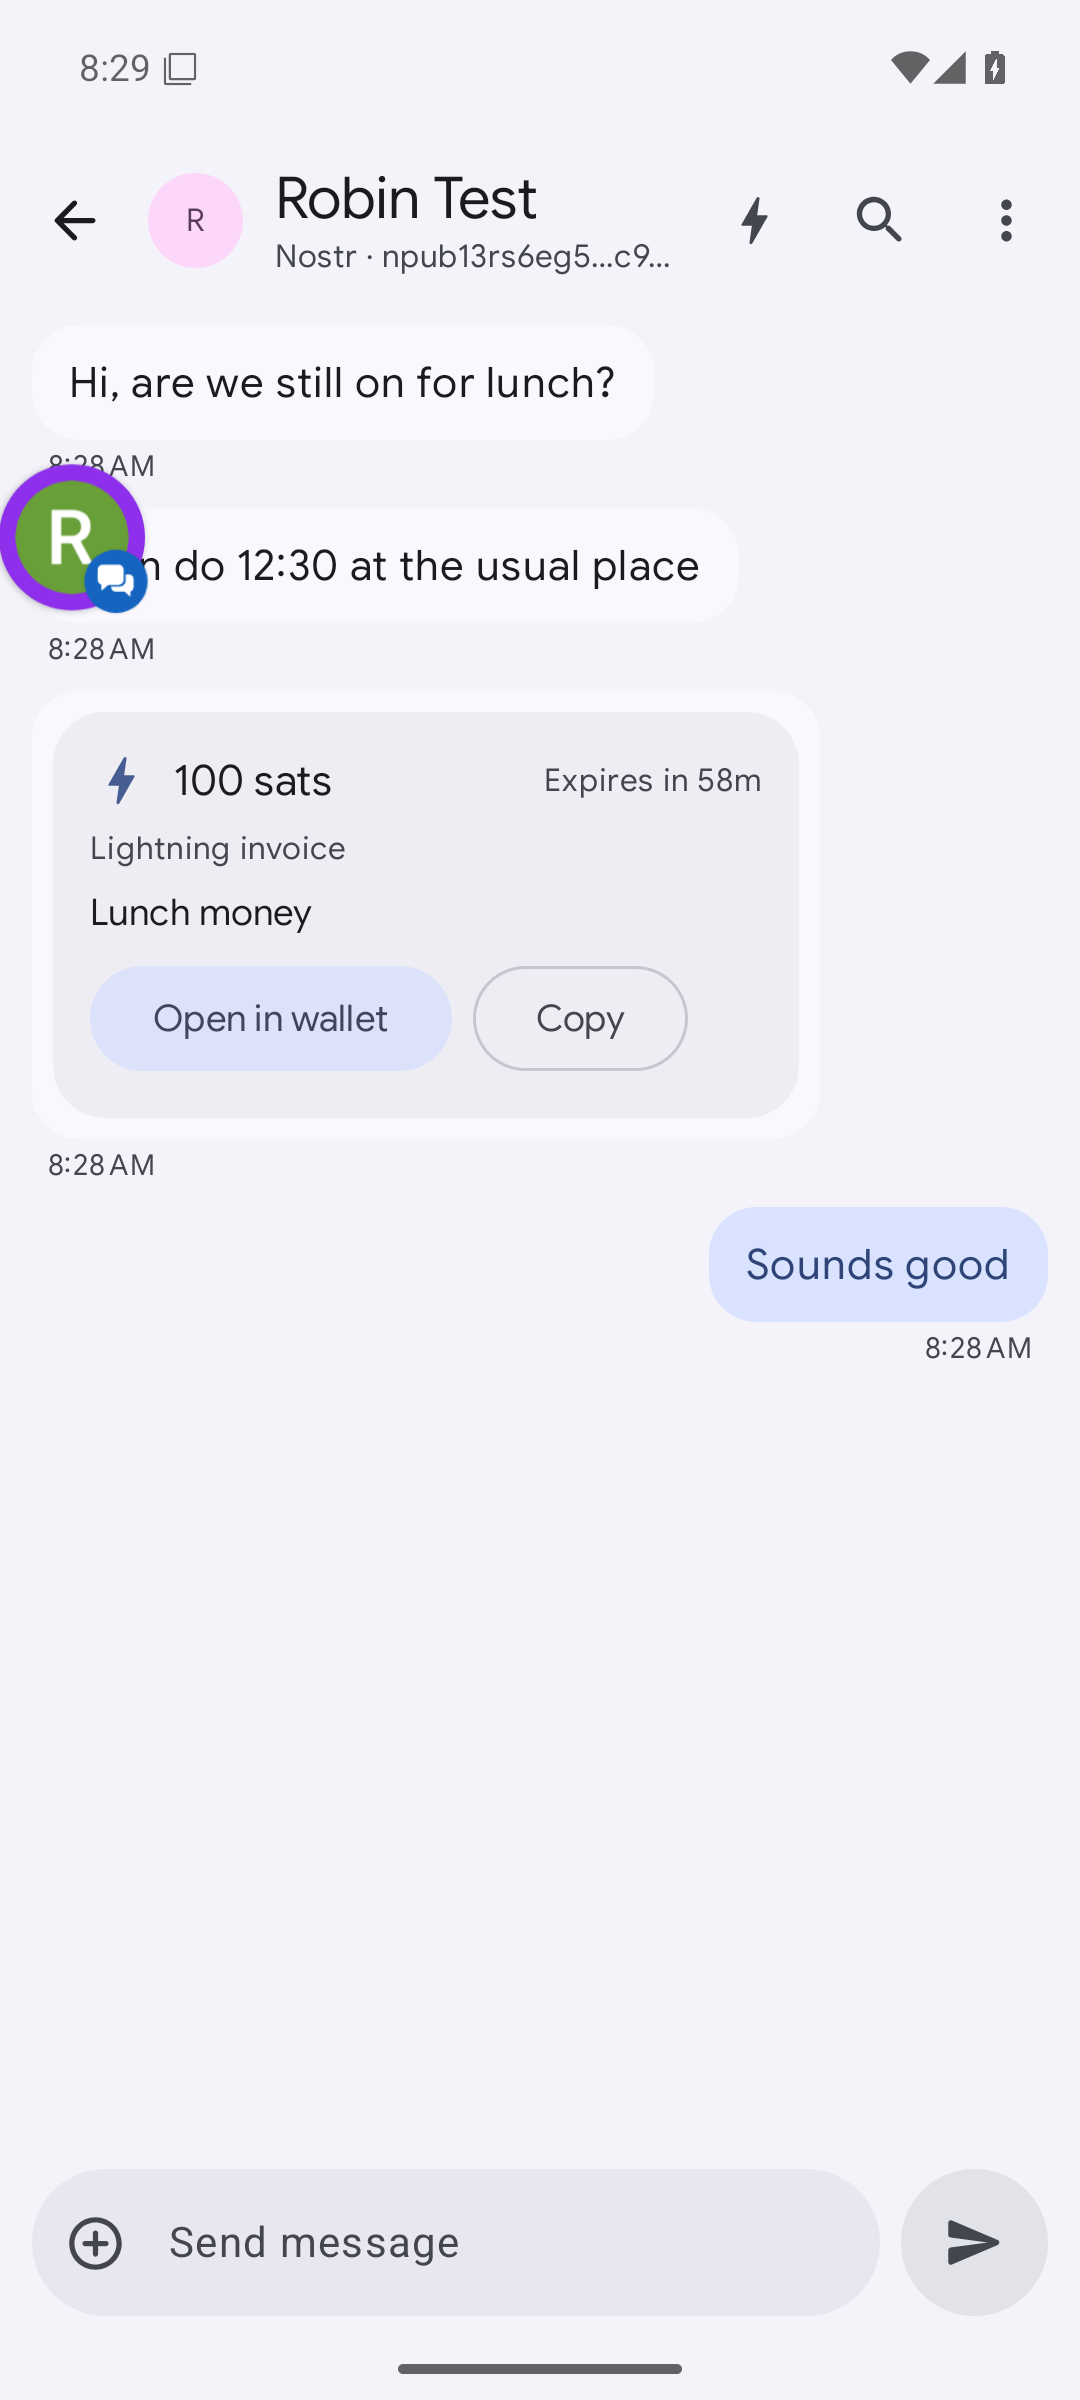 8:29
R
Robin Test
Nostr · npub13rs6eg5...c9...
Hi, are we still on for lunch?
8:28 AM
R
do 12:30 at the usual place
8:28 AM
100 sats
Expires in 58m
Lightning invoice
Lunch money
Open in wallet
Copy
8:28 AM
Sounds good
8:28 AM
Send message